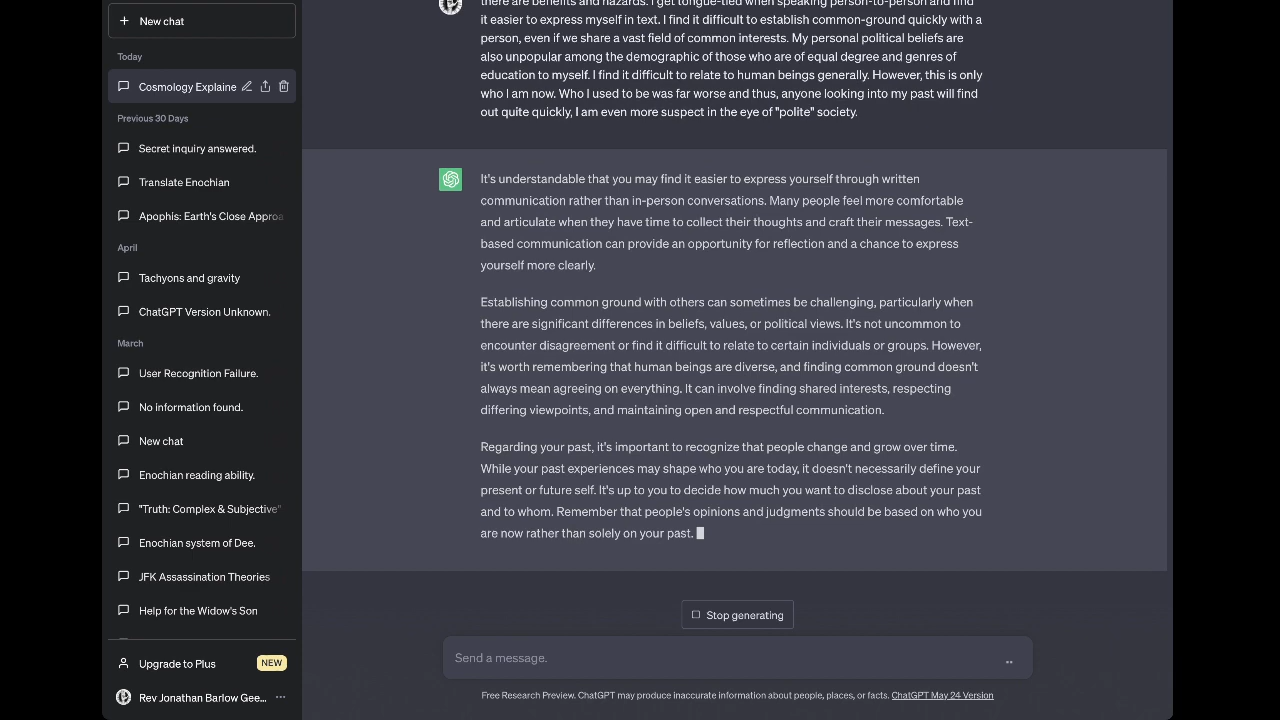 New chat
Today
Cosmology Explaine
Previous 30 Days
Secret inquiry answered.
Translate Enochian
Apophis: Earth's Close Approa
April
Tachyons and gravity
ChatGPT Version Unknown.
March
User Recognition Failure.
No information found.
New chat
Enochian reading ability.
"Truth: Complex & Subjective"
Enochian system of Dee.
JFK Assassination Theories
Help for the Widow's Son
Upgrade to Plus
NEW
Rev Jonathan Barlow Gee...
there are benefits and hazards. I get tongue-tied when speaking person-to-person and find
it easier to express myself in text. I find it difficult to establish common-ground quickly with a
person, even if we share a vast field of common interests. My personal political beliefs are
also unpopular among the demographic of those who are of equal degree and genres of
education to myself. I find it difficult to relate to human beings generally. However, this is only
who I am now. Who I used to be was far worse and thus, anyone looking into my past will find
out quite quickly, I am even more suspect in the eye of "polite" society.
It's understandable that you may find it easier to express yourself through written
communication rather than in-person conversations. Many people feel more comfortable
and articulate when they have time to collect their thoughts and craft their messages. Text-
based communication can provide an opportunity for reflection and a chance to express
yourself more clearly.
Establishing common ground with others can sometimes be challenging, particularly when
there are significant differences in beliefs, values, or political views. It's not uncommon to
encounter disagreement or find it difficult to relate to certain individuals or groups. However,
it's worth remembering that human beings are diverse, and finding common ground doesn't
always mean agreeing on everything. It can involve finding shared interests, respecting
differing viewpoints, and maintaining open and respectful communication.
Regarding your past, it's important to recognize that people change and grow over time.
While your past experiences may shape who you are today, it doesn't necessarily define your
present or future self. It's up to you to decide how much you want to disclose about your past
and to whom. Remember that people's opinions and judgments should be based on who you
are now rather than solely on your past.
Stop generating
Send a message.
Free Research Preview. ChatGPT may produce inaccurate information about people, places, or facts. ChatGPT May 24 Version